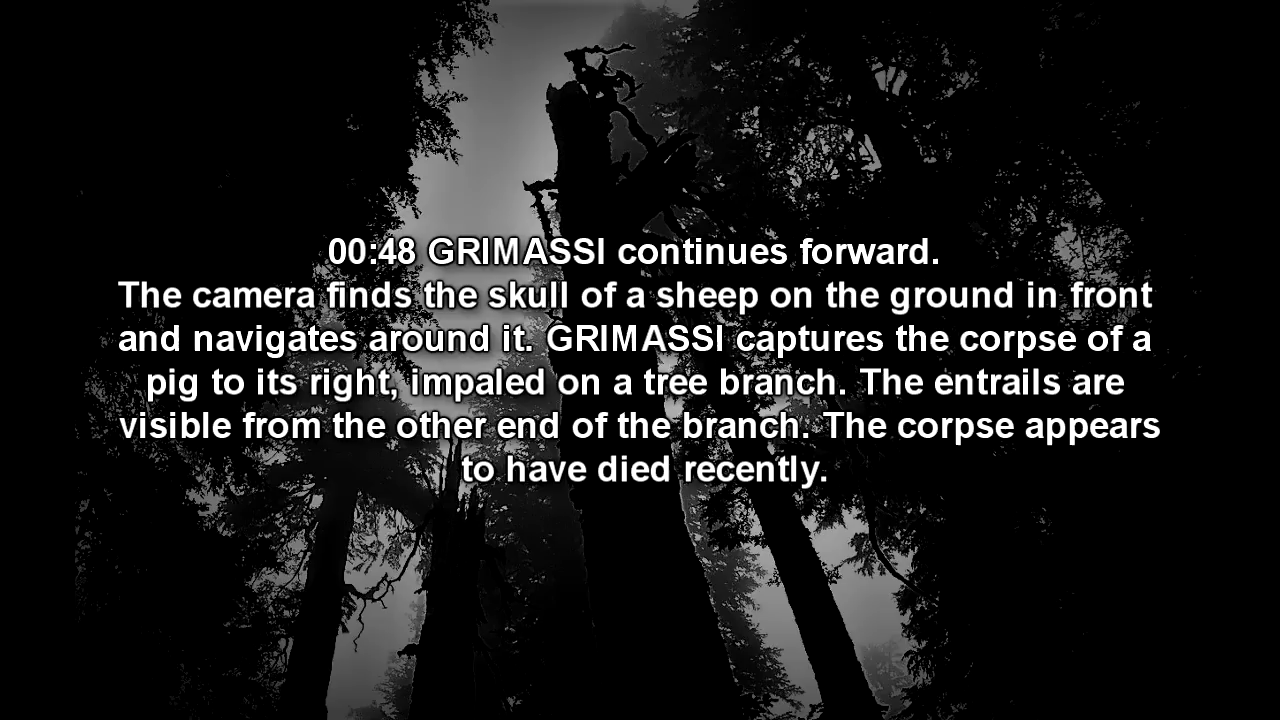 00:48 GRIMASSI continues forward.
The camera finds the skull of a sheep on the ground in front
and navigates around it. GRIMASSI captures the corpse of a
pig to its right, impaled on a tree branch. The entrails are
visible from the other end of the branch. The corpse appears
to have died recently.